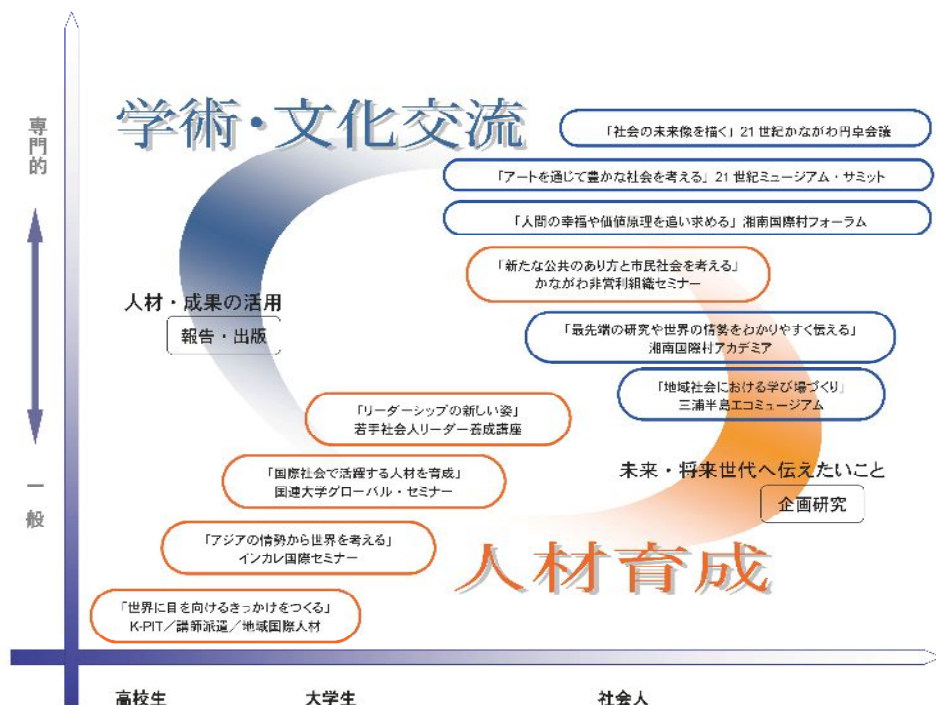 専門的
一般
学術・文化交流
「社会の未来像を描く」21世紀かながわ円卓会議
「アートを通じて豊かな社会を考える」21世紀ミュージアム・サミット
「人間の幸福や価値原理を追い求める」湘南国際村フォーラム
「新たな公共のあり方と市民社会を考える」
かながわ非営利組織セミナー
人材・成果の活用
報告・出版
「最先端の研究や世界の情勢をわかりやすく伝える」
湘南国際村アカデミア
「地域社会における学び場づくり」
三浦半島エコミュージアム
「リーダーシップの新しい姿」
若手社会人リーダー養成講座
「国際社会で活躍する人材を育成」
国連大学グローバル・セミナー
未来・将来世代へ伝えたいこと
企画研究
「アジアの情勢から世界を考える」
インカレ国際セミナー
人材育成
「世界に目を向けるきっかけをつくる」
K-PIT／講師派遣／地域国際人材
高校生
大学生
社会人